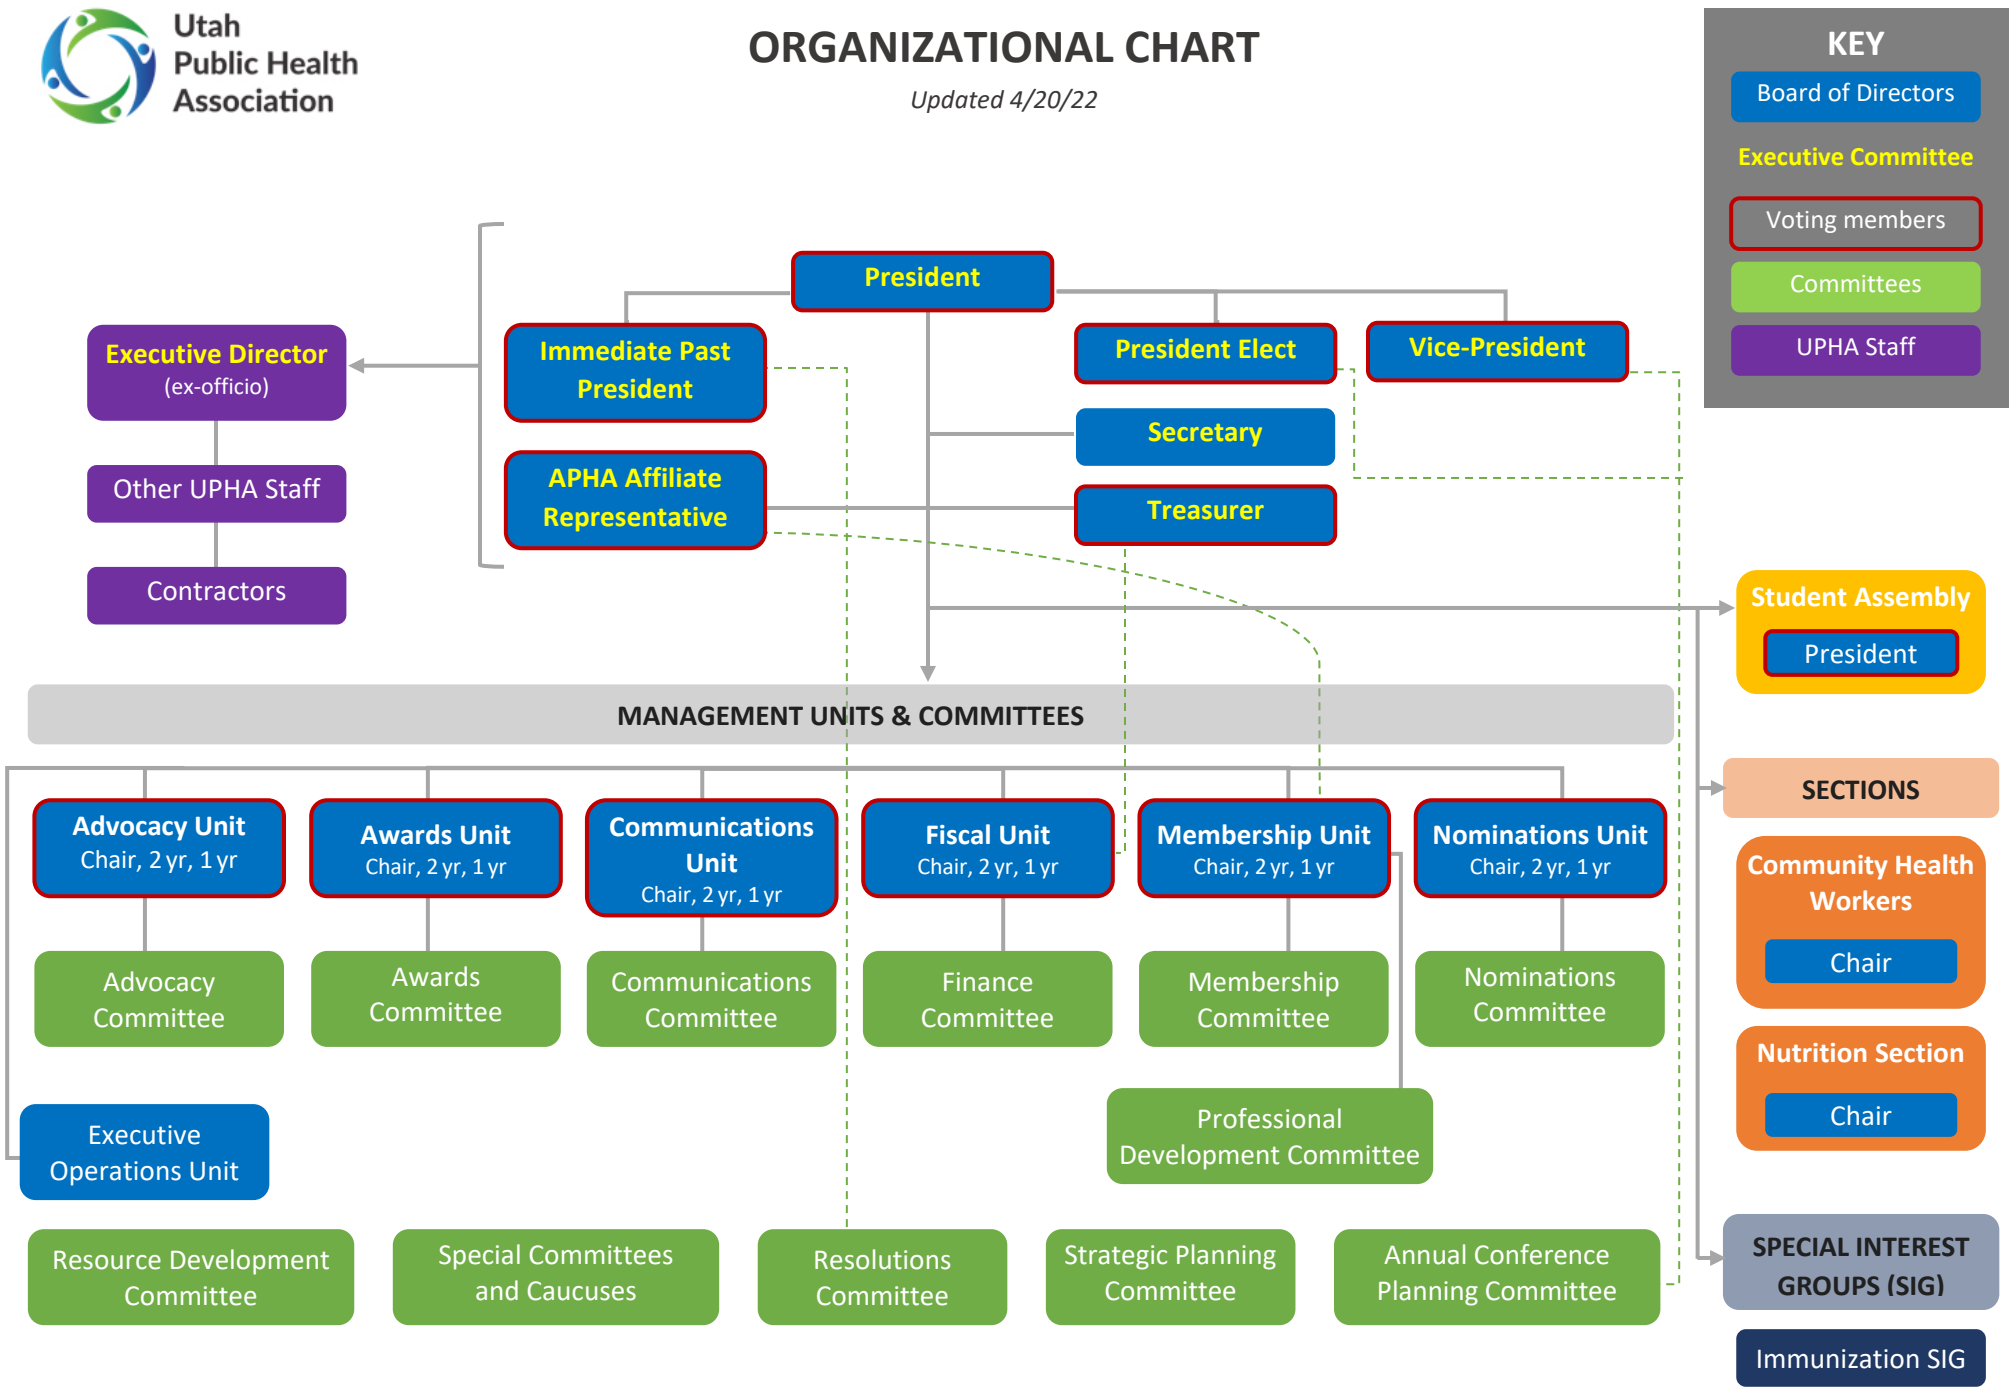 Utah
Public Health
Association
ORGANIZATIONAL CHART
Updated 4/20/22
KEY
Board of Directors
Executive Committee
Voting members
Committees
UPHA Staff
President
Executive Director
(ex-officio)
Immediate Past
President
President Elect
Vice-President
Secretary
Other UPHA Staff
APHA Affiliate
Representative
Treasurer
Contractors
Student Assembly
President
MANAGEMENT UNITS & COMMITTEES
SECTIONS
Advocacy Unit
Chair, 2 yr, 1 yr
Awards Unit
Chair, 2 yr, 1 yr
Communications
Unit
Chair, 2 yr, 1 yr
Fiscal Unit
Chair, 2 yr, 1 yr
Membership Unit
Chair, 2 yr, 1 yr
Nominations Unit
Chair, 2 yr, 1 yr
Community Health
Workers
Chair
Advocacy
Committee
Awards
Committee
Communications
Committee
Finance
Committee
Membership
Committee
Nominations
Committee
Nutrition Section
Chair
Executive
Operations Unit
Professional
Development Committee
Resource Development
Committee
Special Committees
and Caucuses
Resolutions
Committee
Strategic Planning
Committee
Annual Conference
Planning Committee
SPECIAL INTEREST
GROUPS (SIG)
Immunization SIG